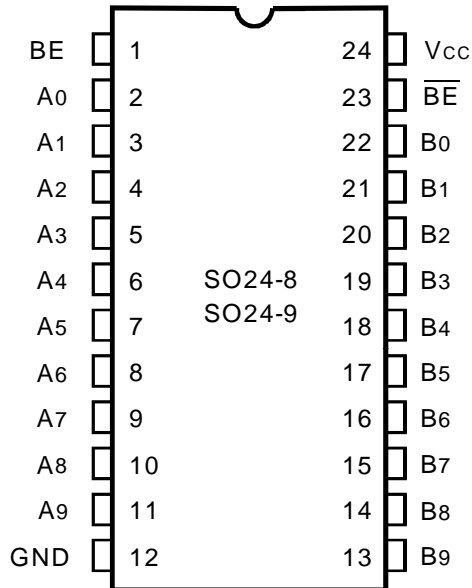 BE 1 24 Vcc
A0 2 23 B̅E̅
A1 3 22 B0
A2 4 21 B1
A3 5 20 B2
A4 6 SO24-8 19 B3
A5 7 SO24-9 18 B4
A6 8 17 B5
A7 9 16 B6
A8 10 15 B7
A9 11 14 B8
GND 12 13 B9